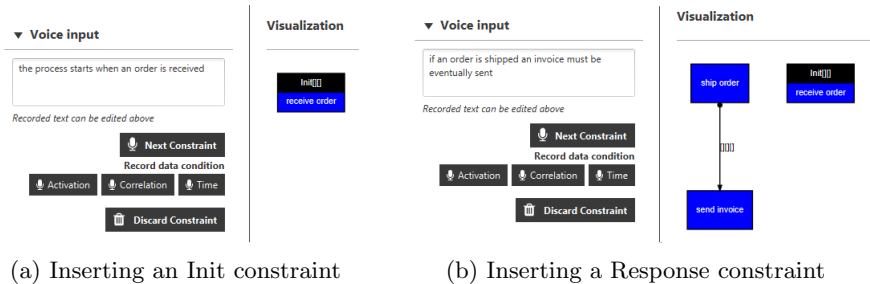 Voice input
the process starts when an order is received
Recorded text can be edited above
Next Constraint
Record data condition
Activation
Correlation
Time
Discard Constraint
Visualization
Init[][]
receive order
(a) Inserting an Init constraint
Voice input
if an order is shipped an invoice must be
eventually sent
Recorded text can be edited above
Next Constraint
Record data condition
Activation
Correlation
Time
Discard Constraint
Visualization
ship order
Init[][]
receive order
[][][]
send invoice
(b) Inserting a Response constraint